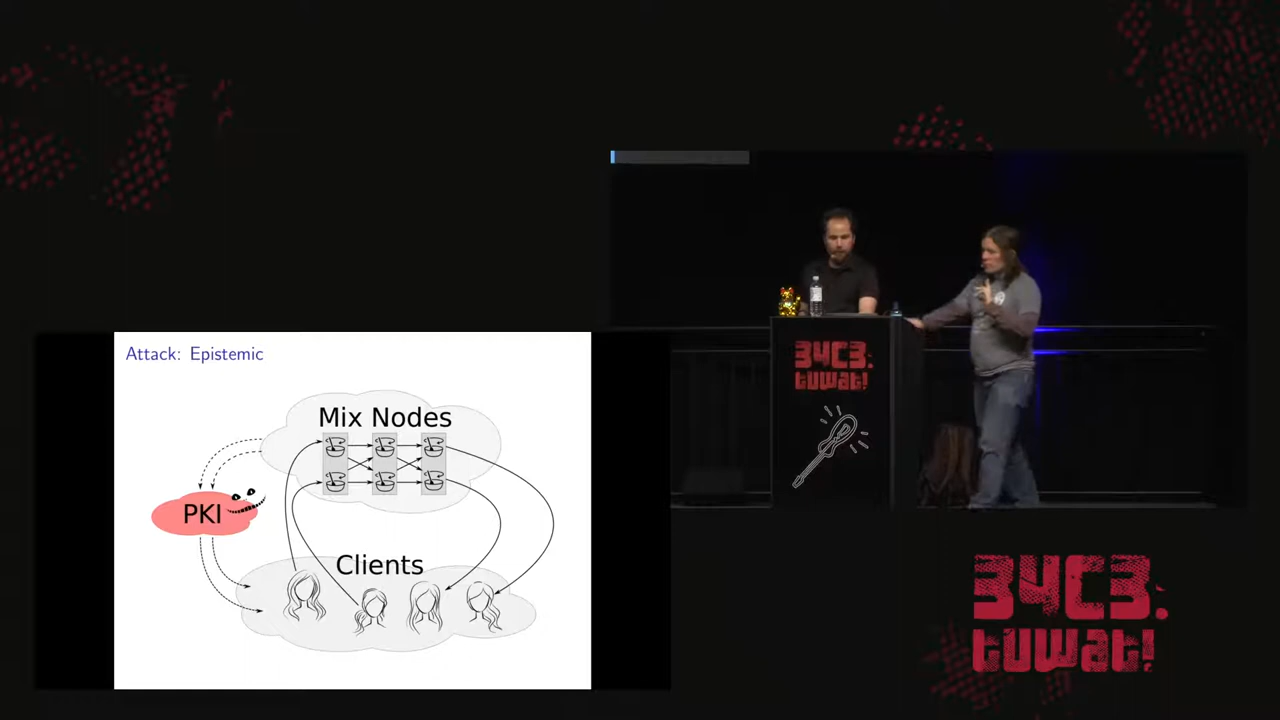 Attack: Epistemic
Mix Nodes
PKI
Clients
34C3:
tuwat!
34C3:
tuwat!